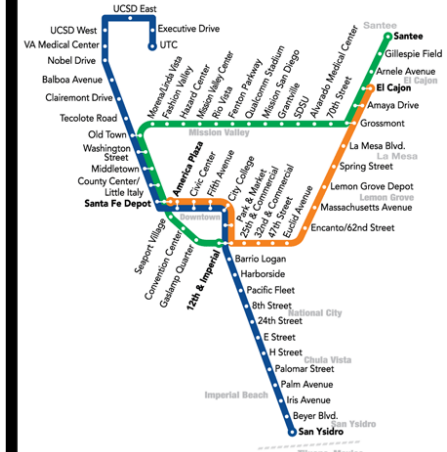 UCSD East
UCSD West
Executive Drive
VA Medical Center
UTC
Nobel Drive
Balboa Avenue
Clairemont Drive
Tecolote Road
Old Town
Washington
Street
Middletown
County Center/
Little Italy
Santa Fe Depot
Morena/Linda Vista
Fashion Valley
Hazard Center
Mission Valley Center
Rio Vista
Fenton Parkway
Qualcomm Stadium
Mission San Diego
Grantville
SDSU
Alvarado Medical Center
70th Street
Mission Valley
Santee
Santee
Gillespie Field
Arnele Avenue
El Cajon
El Cajon
Amaya Drive
Grossmont
La Mesa Blvd.
La Mesa
Spring Street
Lemon Grove Depot
Lemon Grove
Massachusetts Avenue
Encanto/62nd Street
America Plaza
Civic Center
Fifth Avenue
City College
Park & Market
25th & Commercial
32nd & Commercial
47th Street
Euclid Avenue
Downtown
Seaport Village
Convention Center
Gaslamp Quarter
12th & Imperial
Barrio Logan
Harborside
Pacific Fleet
8th Street
National City
24th Street
E Street
H Street
Chula Vista
Palomar Street
Palm Avenue
Imperial Beach
Iris Avenue
Beyer Blvd.
San Ysidro
San Ysidro